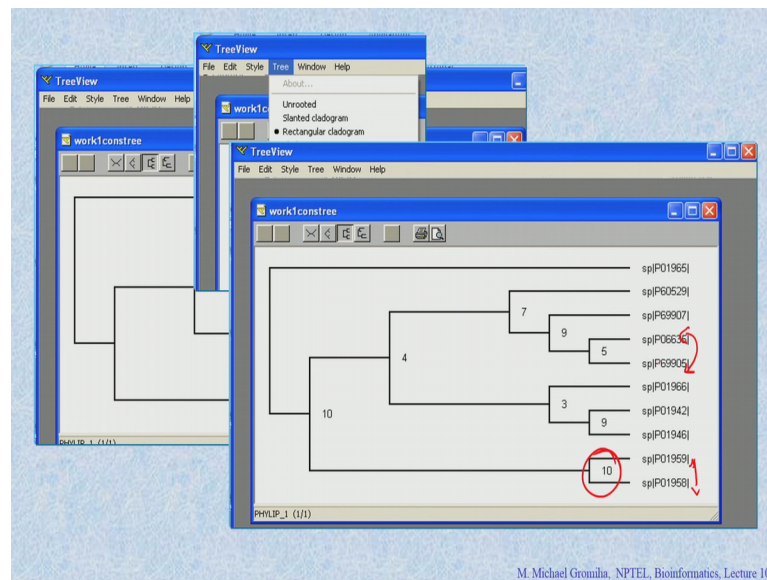 TreeView
File Edit Style Tree Window Help
About...
Unrooted
Slanted cladogram
Rectangular cladogram
TreeView
File Edit Style Tree Window Help
work1constree
TreeView
File Edit Style Tree Window Help
work1constree
sp|P01965|
sp|P60529|
7
sp|P69907|
9
sp|P06635|
5
sp|P69905|
4
sp|P01966|
3
sp|P01942|
10
9
sp|P01946|
sp|P01959|
10
sp|P01958|
PHYLIP_1 (1/1)
PHYLIP_1 (1/1)
M. Michael Gromiha, NPTEL, Bioinformatics, Lecture 10